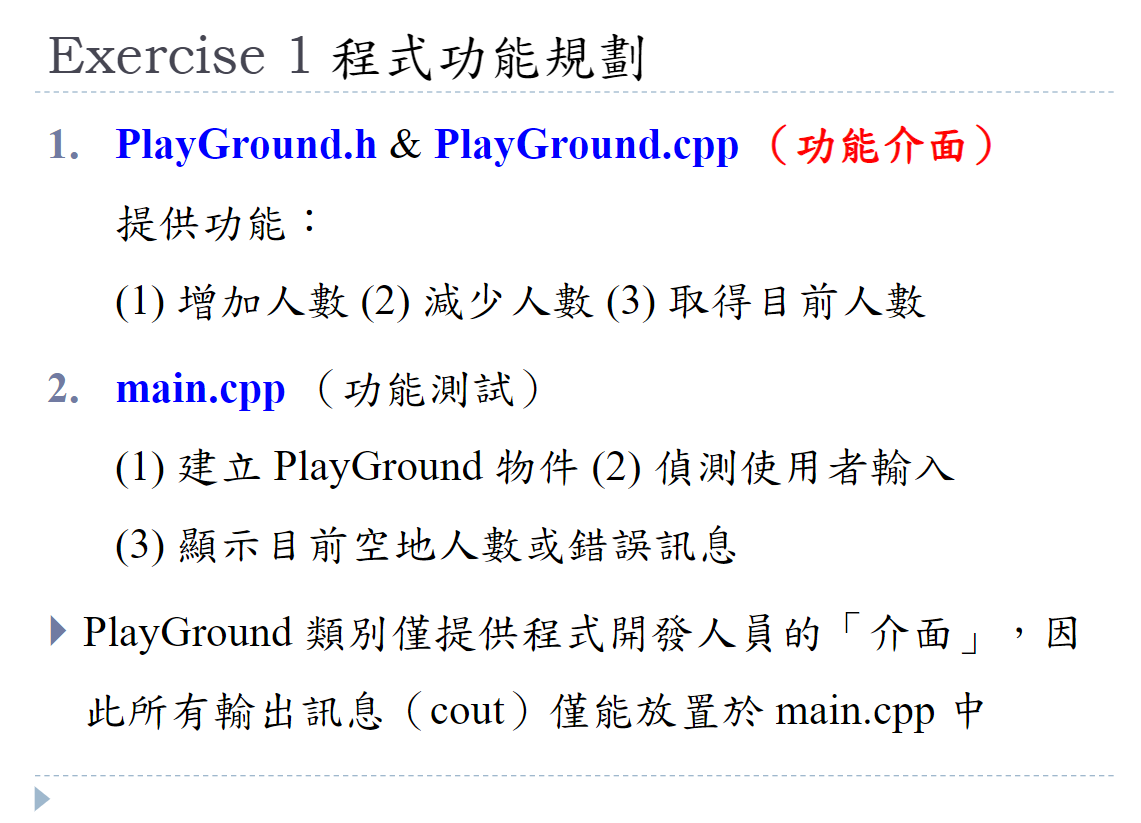 Exercise 1 程式功能規劃
1. PlayGround.h & PlayGround.cpp （功能介面）
提供功能：
(1) 增加人數 (2) 減少人數 (3) 取得目前人數
2. main.cpp （功能測試）
(1) 建立 PlayGround 物件 (2) 偵測使用者輸入
(3) 顯示目前空地人數或錯誤訊息
PlayGround 類別僅提供程式開發人員的「介面」，因
此所有輸出訊息（cout）僅能放置於 main.cpp 中